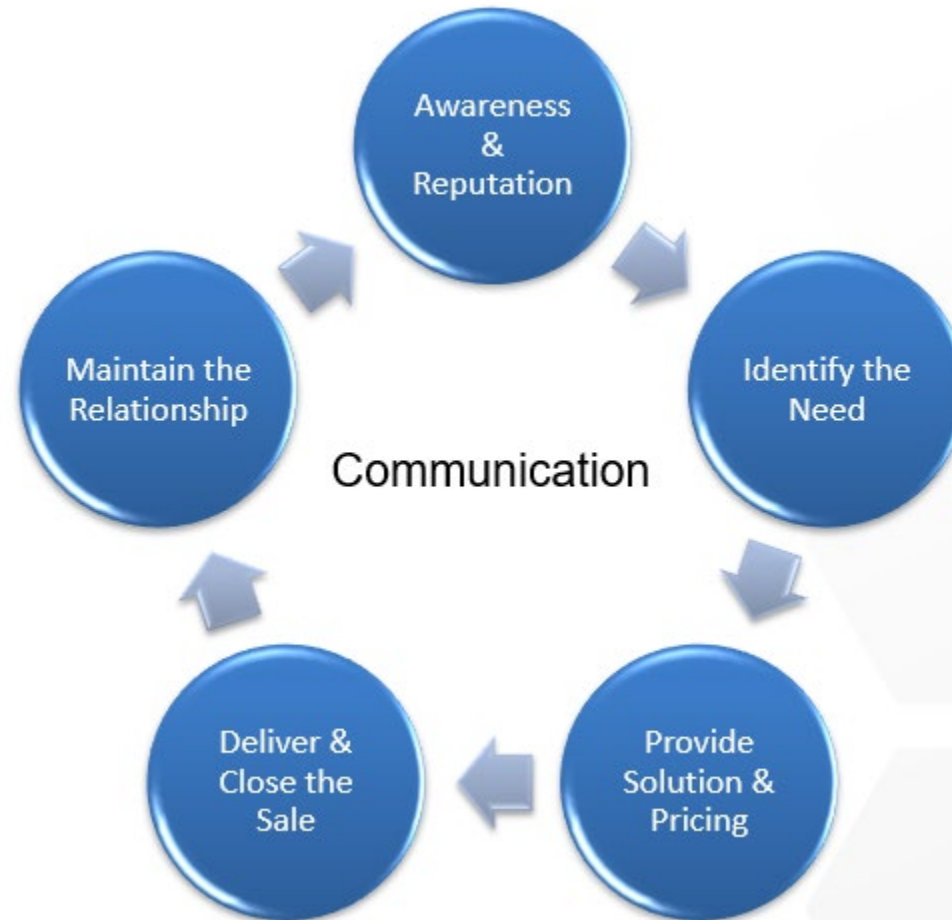 Awareness
&
Reputation
Identify the
Need
Provide
Solution &
Pricing
Deliver &
Close the
Sale
Maintain the
Relationship
Communication